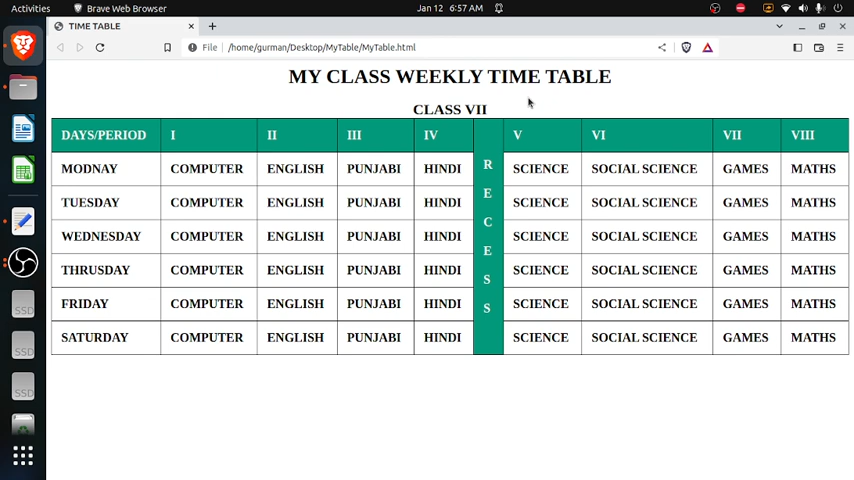 Activities Brave Web Browser Jan 12 6:57 AM
TIME TABLE
File /home/gurman/Desktop/MyTable/MyTable.html
MY CLASS WEEKLY TIME TABLE
CLASS VII
DAYS/PERIOD I II III IV V VI VII VIII
MODNAY COMPUTER ENGLISH PUNJABI HINDI SCIENCE SOCIAL SCIENCE GAMES MATHS
TUESDAY COMPUTER ENGLISH PUNJABI HINDI SCIENCE SOCIAL SCIENCE GAMES MATHS
WEDNESDAY COMPUTER ENGLISH PUNJABI HINDI SCIENCE SOCIAL SCIENCE GAMES MATHS
THRUSDAY COMPUTER ENGLISH PUNJABI HINDI SCIENCE SOCIAL SCIENCE GAMES MATHS
FRIDAY COMPUTER ENGLISH PUNJABI HINDI SCIENCE SOCIAL SCIENCE GAMES MATHS
SATURDAY COMPUTER ENGLISH PUNJABI HINDI SCIENCE SOCIAL SCIENCE GAMES MATHS
R
E
C
E
S
S
SSD
SSD
SSD